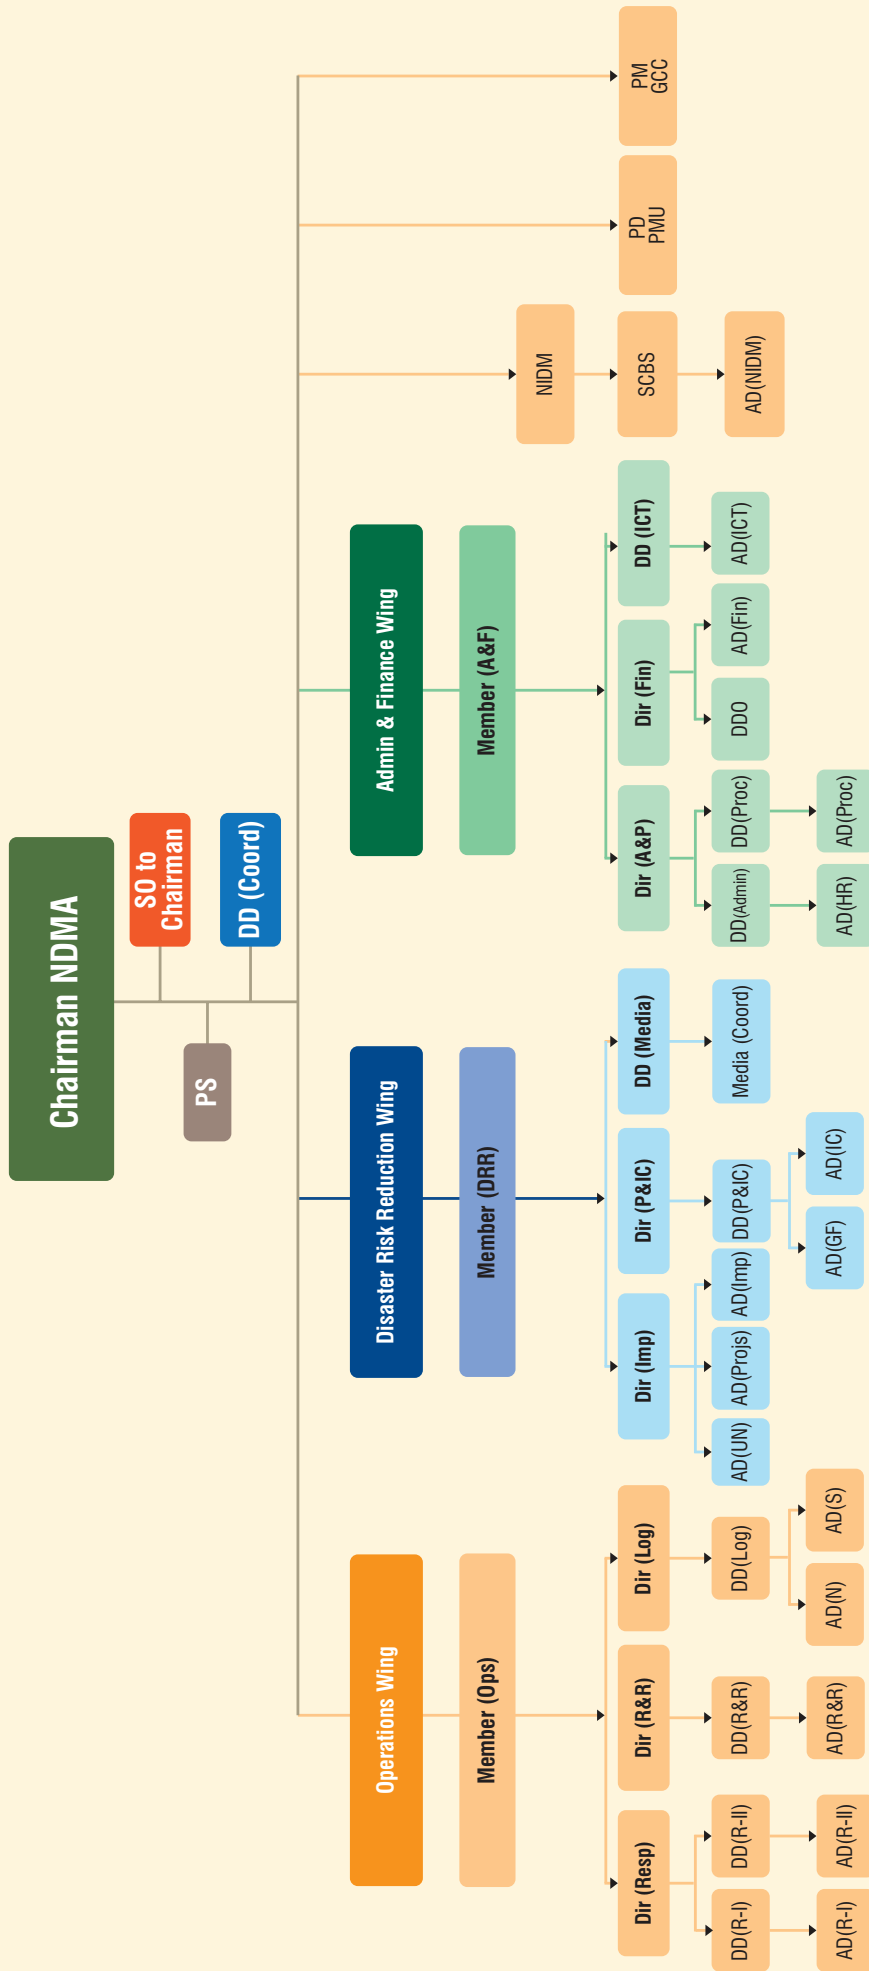 Chairman NDMA
SO to
Chairman
PS
DD (Coord)
Operations Wing
Disaster Risk Reduction Wing
Admin & Finance Wing
Member (Ops)
Member (DRR)
Member (A&F)
NIDM
Dir (Resp)
Dir (R&R)
Dir (Log)
Dir (Imp)
Dir (P&IC)
DD (Media)
Dir (A&P)
Dir (Fin)
DD (ICT)
SCBS
PD
PMU
PM
GCC
DD(R-I)
DD(R-II)
DD(R&R)
DD(Log)
AD(UN)
AD(Projs)
AD(Imp)
DD(P&IC)
Media (Coord)
DD(Admin)
DD(Proc)
DDO
AD(Fin)
AD(ICT)
AD(NIDM)
AD(R-I)
AD(R-II)
AD(R&R)
AD(N)
AD(S)
AD(GF)
AD(IC)
AD(HR)
AD(Proc)